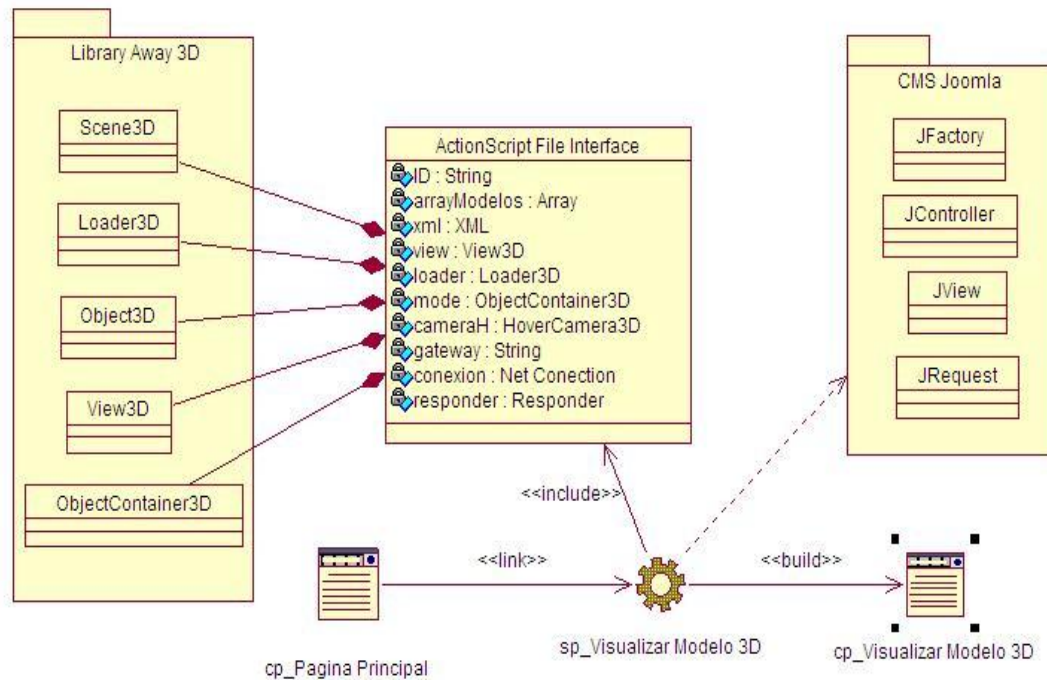 Library Away 3D
Scene3D
Loader3D
Object3D
View3D
ObjectContainer3D
ActionScript File Interface
ID : String
arrayModelos : Array
xml : XML
view : View3D
loader : Loader3D
mode : ObjectContainer3D
cameraH : HoverCamera3D
gateway : String
conexion : Net Conection
responder : Responder
CMS Joomla
JFactory
JController
JView
JRequest
<<include>>
<<link>>
<<build>>
cp_Pagina Principal
sp_Visualizar Modelo 3D
cp_Visualizar Modelo 3D